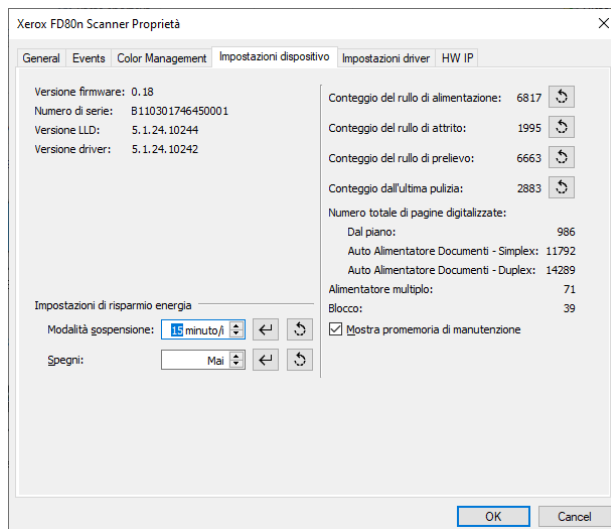 Xerox FD80n Scanner Proprietà
General Events Color Management Impostazioni dispositivo Impostazioni driver HW IP
Versione firmware: 0.18
Numero di serie: B110301746450001
Versione LLD: 5.1.24.10244
Versione driver: 5.1.24.10242
Impostazioni di risparmio energia
Modalità sospensione: 15 minuto/i
Spegni: Mai
Conteggio del rullo di alimentazione: 6817
Conteggio del rullo di attrito: 1995
Conteggio del rullo di prelievo: 6663
Conteggio dall'ultima pulizia: 2883
Numero totale di pagine digitalizzate:
Dal piano: 986
Auto Alimentatore Documenti - Simplex: 11792
Auto Alimentatore Documenti - Duplex: 14289
Alimentatore multiplo: 71
Blocco: 39
Mostra promemoria di manutenzione
OK Cancel